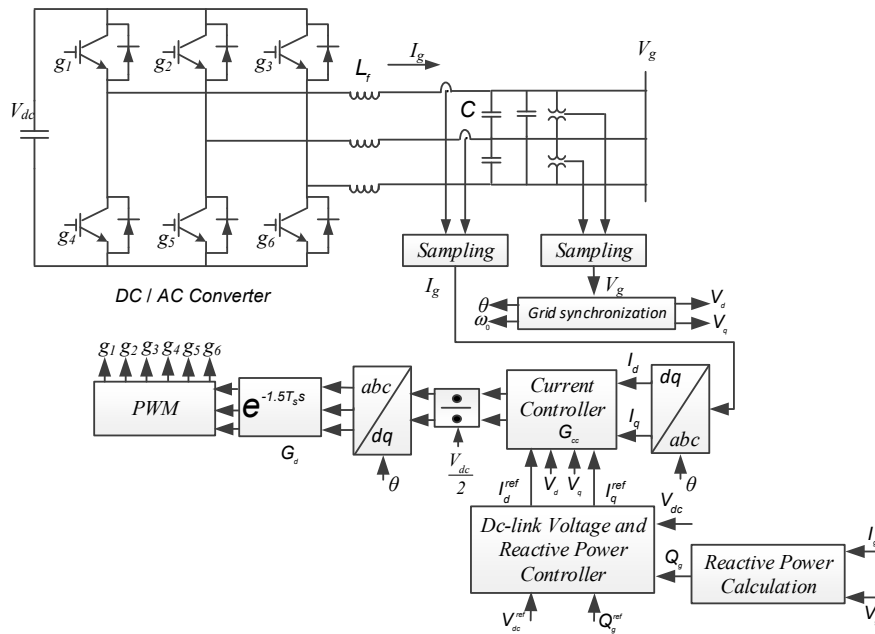 g1
g2
g3
Lf
Ig
Vg
Vdc
C
g4
g5
g6
Sampling
Sampling
Ig
Vg
DC / AC Converter
θ
ω0
Grid synchronization
Vd
Vq
g1 g2 g3 g4 g5 g6
PWM
e-1.5Tss
Gd
abc
dq
θ
÷
Vdc
2
Current
Controller
Gcc
Id
Iq
dq
abc
θ
Idref
Vd
Vq
Iqref
Vdc
Dc-link Voltage and
Reactive Power
Controller
Qg
Reactive Power
Calculation
Ig
V
Vdcref
Qgref